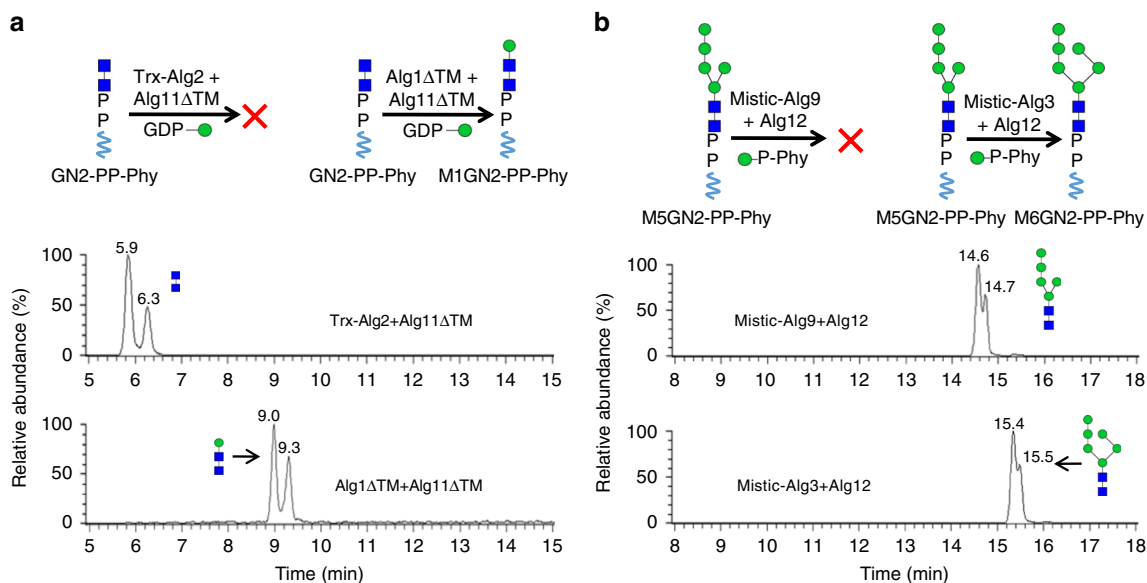 a
Trx-Alg2 +
Alg11ΔTM
GDP
P
P
GN2-PP-Phy
Alg1ΔTM +
Alg11ΔTM
GDP
P
P
P
P
GN2-PP-Phy
M1GN2-PP-Phy
Relative abundance (%)
100
50
0
5.9
6.3
Trx-Alg2+Alg11ΔTM
5 6 7 8 9 10 11 12 13 14 15
100
50
0
9.0
9.3
Alg1ΔTM+Alg11ΔTM
5 6 7 8 9 10 11 12 13 14 15
Time (min)
b
Mistic-Alg9
+ Alg12
P-Phy
P
P
M5GN2-PP-Phy
Mistic-Alg3
+ Alg12
P-Phy
P
P
P
P
M5GN2-PP-Phy
M6GN2-PP-Phy
Relative abundance (%)
100
50
0
14.6
14.7
Mistic-Alg9+Alg12
8 9 10 11 12 13 14 15 16 17 18
100
50
0
15.4
15.5
Mistic-Alg3+Alg12
8 9 10 11 12 13 14 15 16 17 18
Time (min)